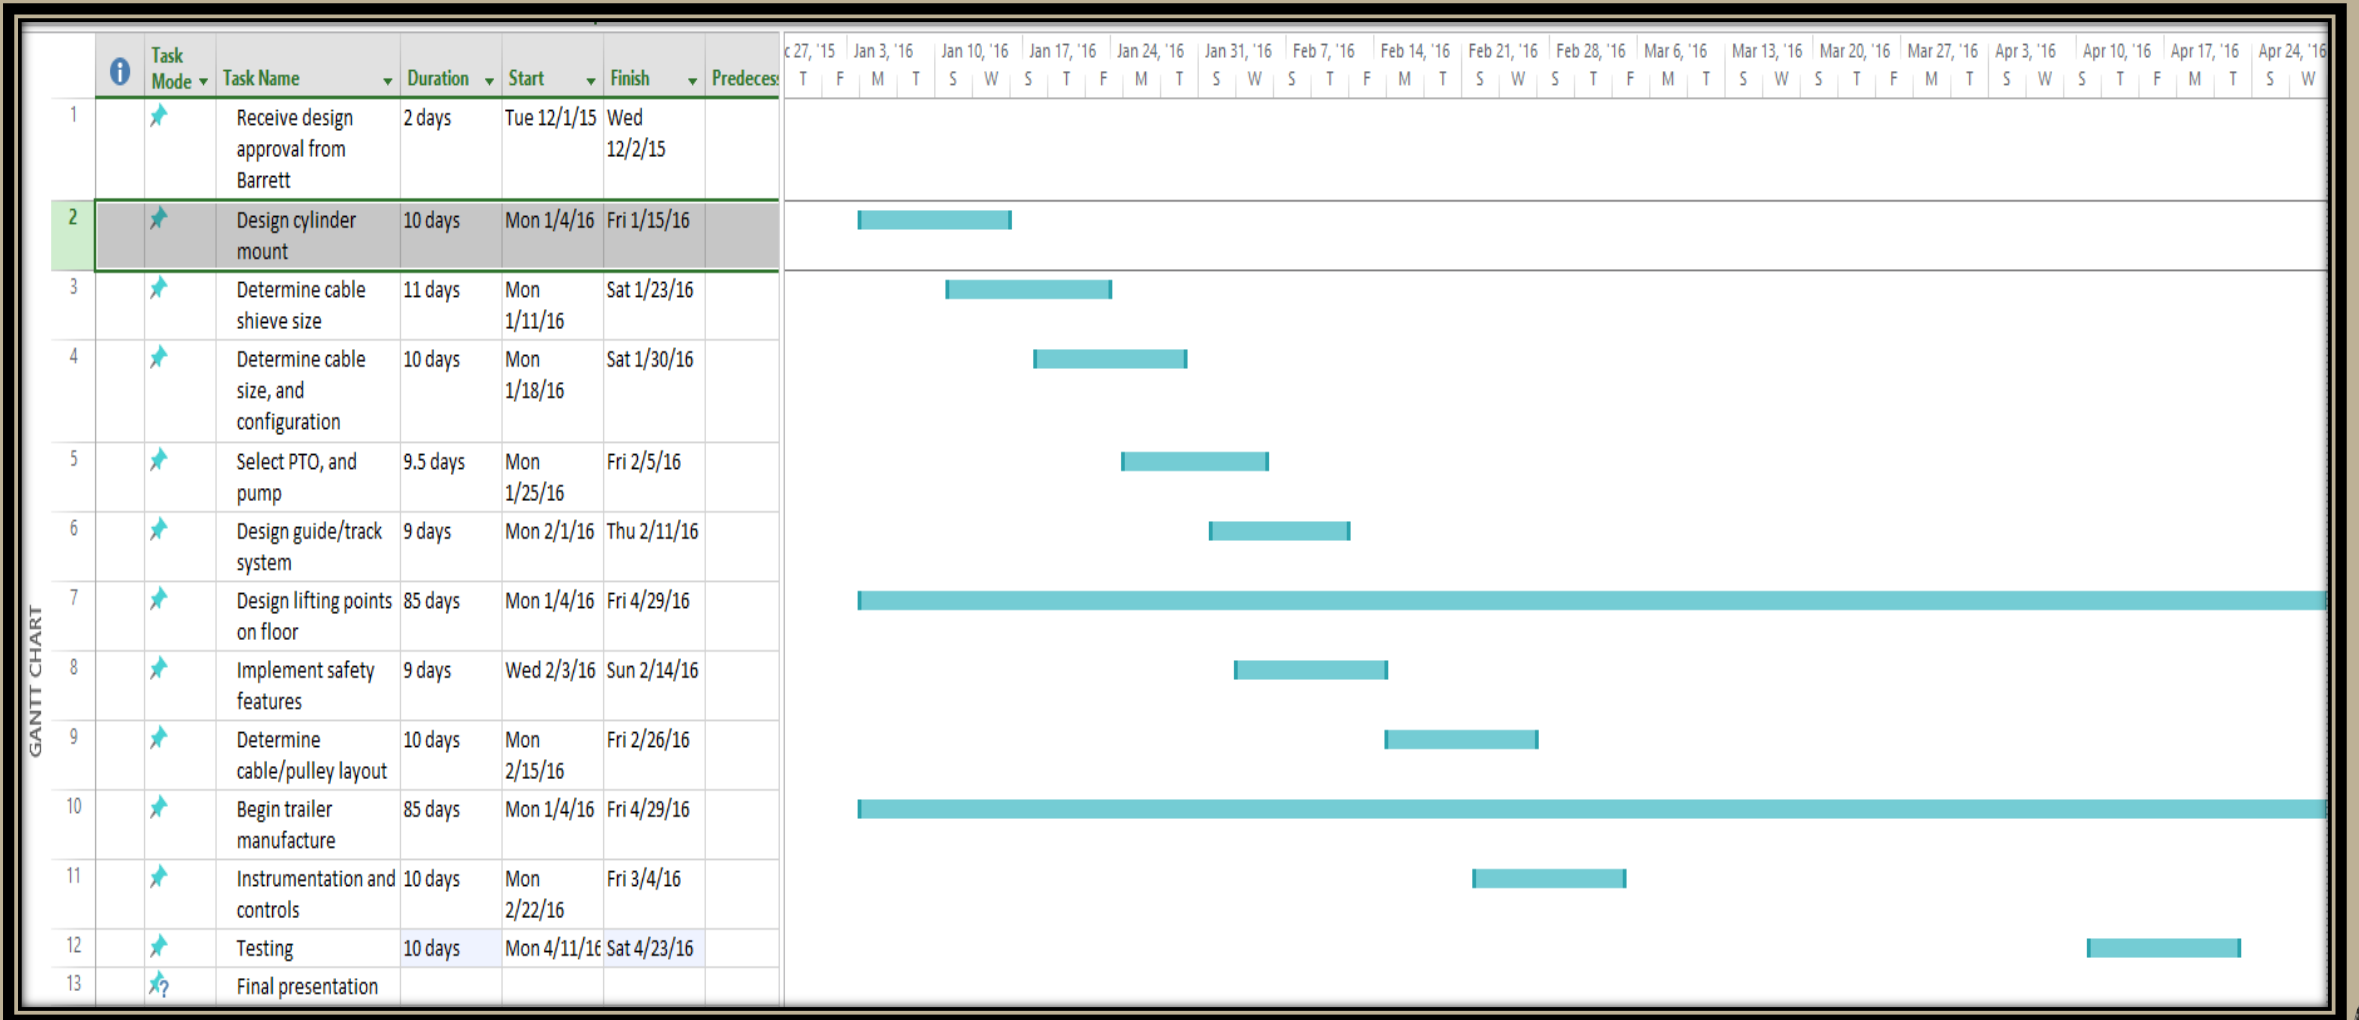 Task
Mode Task Name Duration Start Finish Predeces
c 27, '15 Jan 3, '16 Jan 10, '16 Jan 17, '16 Jan 24, '16 Jan 31, '16 Feb 7, '16 Feb 14, '16 Feb 21, '16 Feb 28, '16 Mar 6, '16 Mar 13, '16 Mar 20, '16 Mar 27, '16 Apr 3, '16 Apr 10, '16 Apr 17, '16 Apr 24, '16
T F M T S W S T F M T S W S T F M T S W S T F M T S W S T F M T S W S T F M T S W
1 Receive design 2 days Tue 12/1/15 Wed
approval from 12/2/15
Barrett
2 Design cylinder 10 days Mon 1/4/16 Fri 1/15/16
mount
3 Determine cable 11 days Mon Sat 1/23/16
shieve size 1/11/16
4 Determine cable 10 days Mon Sat 1/30/16
size, and 1/18/16
configuration
5 Select PTO, and 9.5 days Mon Fri 2/5/16
pump 1/25/16
6 Design guide/track 9 days Mon 2/1/16 Thu 2/11/16
system
7 Design lifting points 85 days Mon 1/4/16 Fri 4/29/16
on floor
8 Implement safety 9 days Wed 2/3/16 Sun 2/14/16
features
9 Determine 10 days Mon Fri 2/26/16
cable/pulley layout 2/15/16
10 Begin trailer 85 days Mon 1/4/16 Fri 4/29/16
manufacture
11 Instrumentation and 10 days Mon Fri 3/4/16
controls 2/22/16
12 Testing 10 days Mon 4/11/16 Sat 4/23/16
13 Final presentation
GANTT CHART